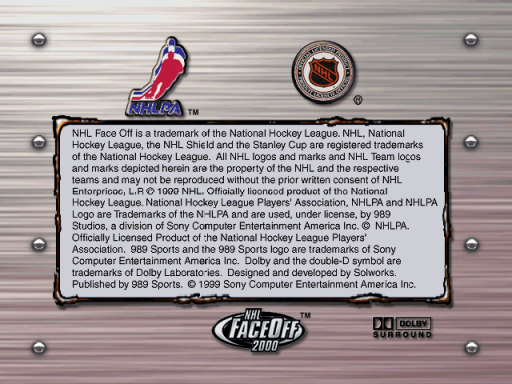 NHLPA TM
OFFICIAL LICENSED PRODUCT
NHL
®
NHL Face Off is a trademark of the National Hockey League. NHL, National
Hockey League, the NHL Shield and the Stanley Cup are registered trademarks
of the National Hockey League. All NHL logos and marks and NHL Team logos
and marks depicted herein are the property of the NHL and the respective
teams and may not be reproduced without the prior written consent of NHL
Enterprises, L.P. © 1999 NHL. Officially licensed product of the National
Hockey League. National Hockey League Players' Association, NHLPA and NHLPA
Logo are Trademarks of the NHLPA and are used, under license, by 989
Studios, a division of Sony Computer Entertainment America Inc. © NHLPA.
Officially Licensed Product of the National Hockey League Players'
Association. 989 Sports and the 989 Sports logo are trademarks of Sony
Computer Entertainment America Inc. Dolby and the double-D symbol are
trademarks of Dolby Laboratories. Designed and developed by Solworks.
Published by 989 Sports. © 1999 Sony Computer Entertainment America Inc.
NHL TM
FACEOFF
2000
DOLBY
SURROUND